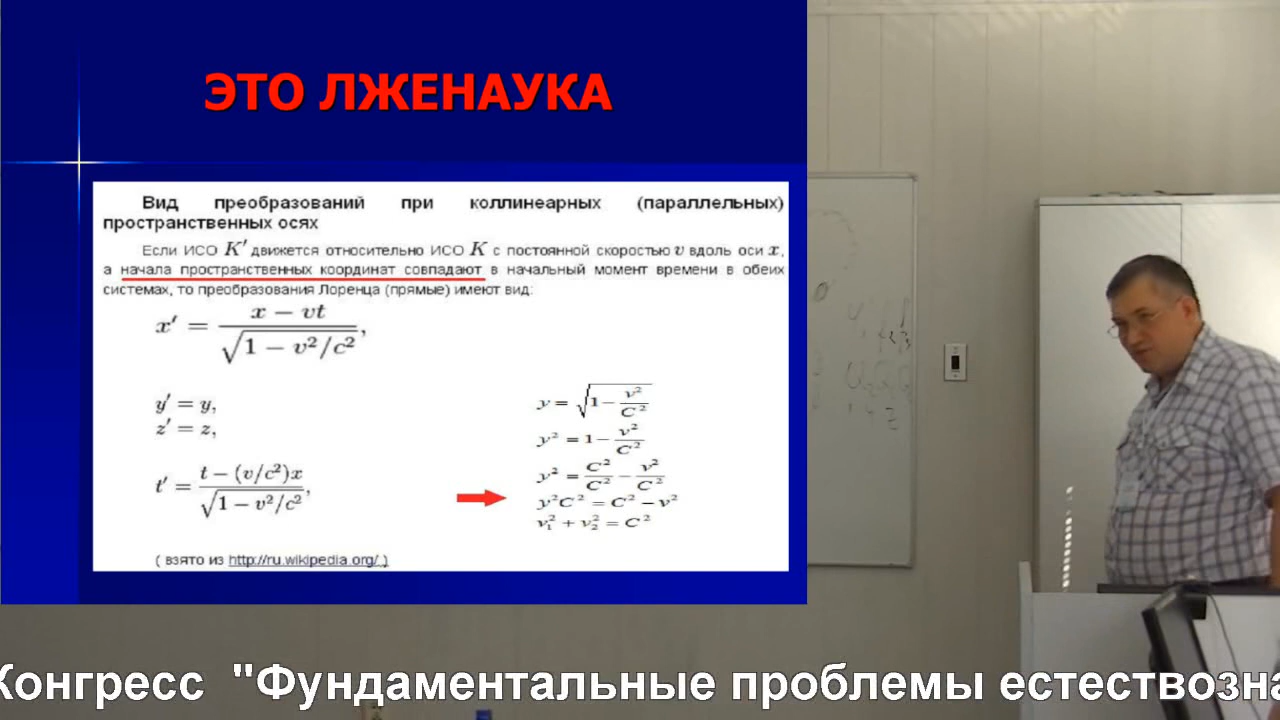 ЭТО ЛЖЕНАУКА
Вид преобразований при коллинеарных (параллельных)
пространственных осях
Если ИСО K′ движется относительно ИСО K с постоянной скоростью v вдоль оси x,
а начала пространственных координат совпадают в начальный момент времени в обеих
системах, то преобразования Лоренца (прямые) имеют вид:
x′ = (x − vt) / √(1 − v²/c²),
y′ = y,
z′ = z,
t′ = (t − (v/c²)x) / √(1 − v²/c²),
( взято из http://ru.wikipedia.org/ )
y = √(1 − v²/C²)
y² = 1 − v²/C²
y² = C²/C² − v²/C²
y²C² = C² − v²
v₁² + v₂² = C²
Конгресс "Фундаментальные проблемы естествозна